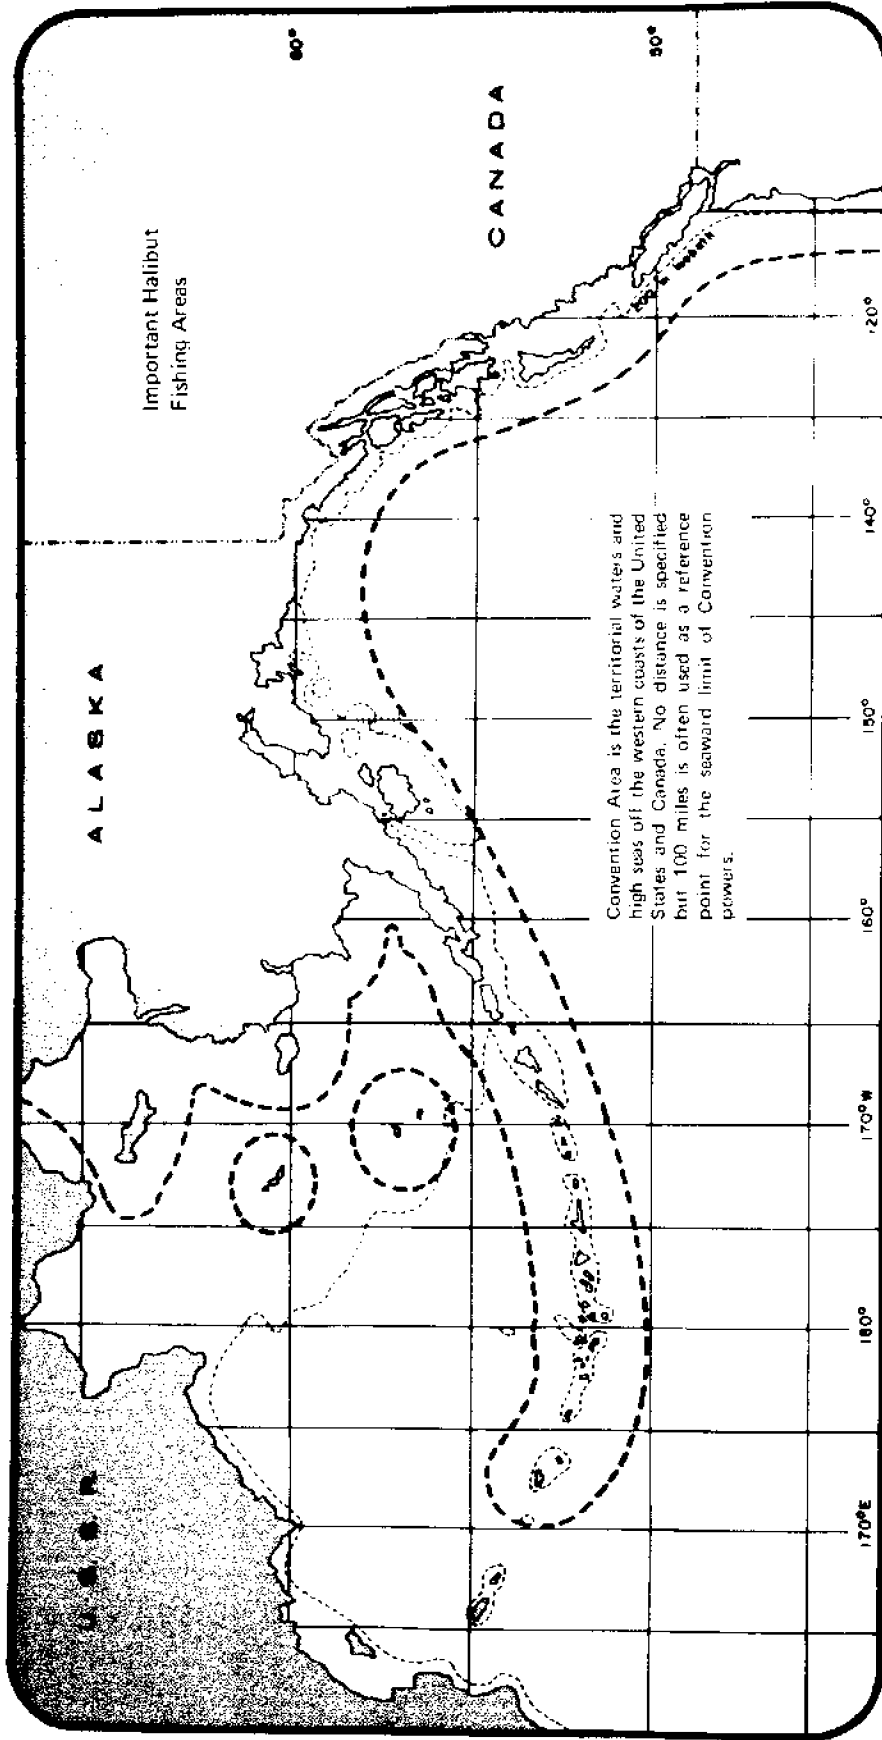 60°
50°
CANADA
Important Halibut
Fishing Areas
ALASKA
U S S R
200 m
Convention Area is the territorial waters and
high seas off the western coasts of the United
States and Canada. No distance is specified
but 100 miles is often used as a reference
point for the seaward limit of Convention
powers.
170°E
180°
170°W
160°
150°
140°
120°